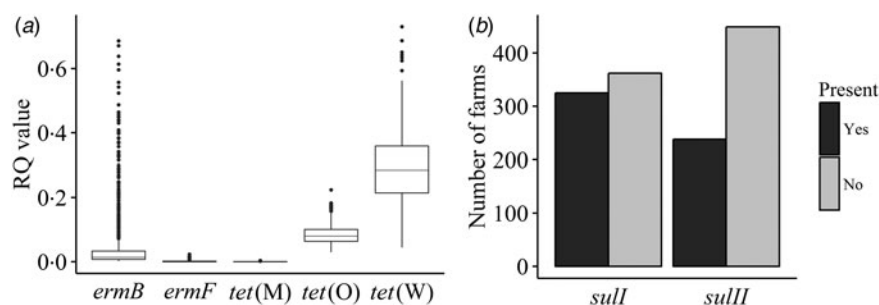 (a)
RQ value
0·6
0·4
0·2
0·0
ermB ermF tet(M) tet(O) tet(W)
(b)
Number of farms
400
300
200
100
0
sulI sulII
Present
Yes
No